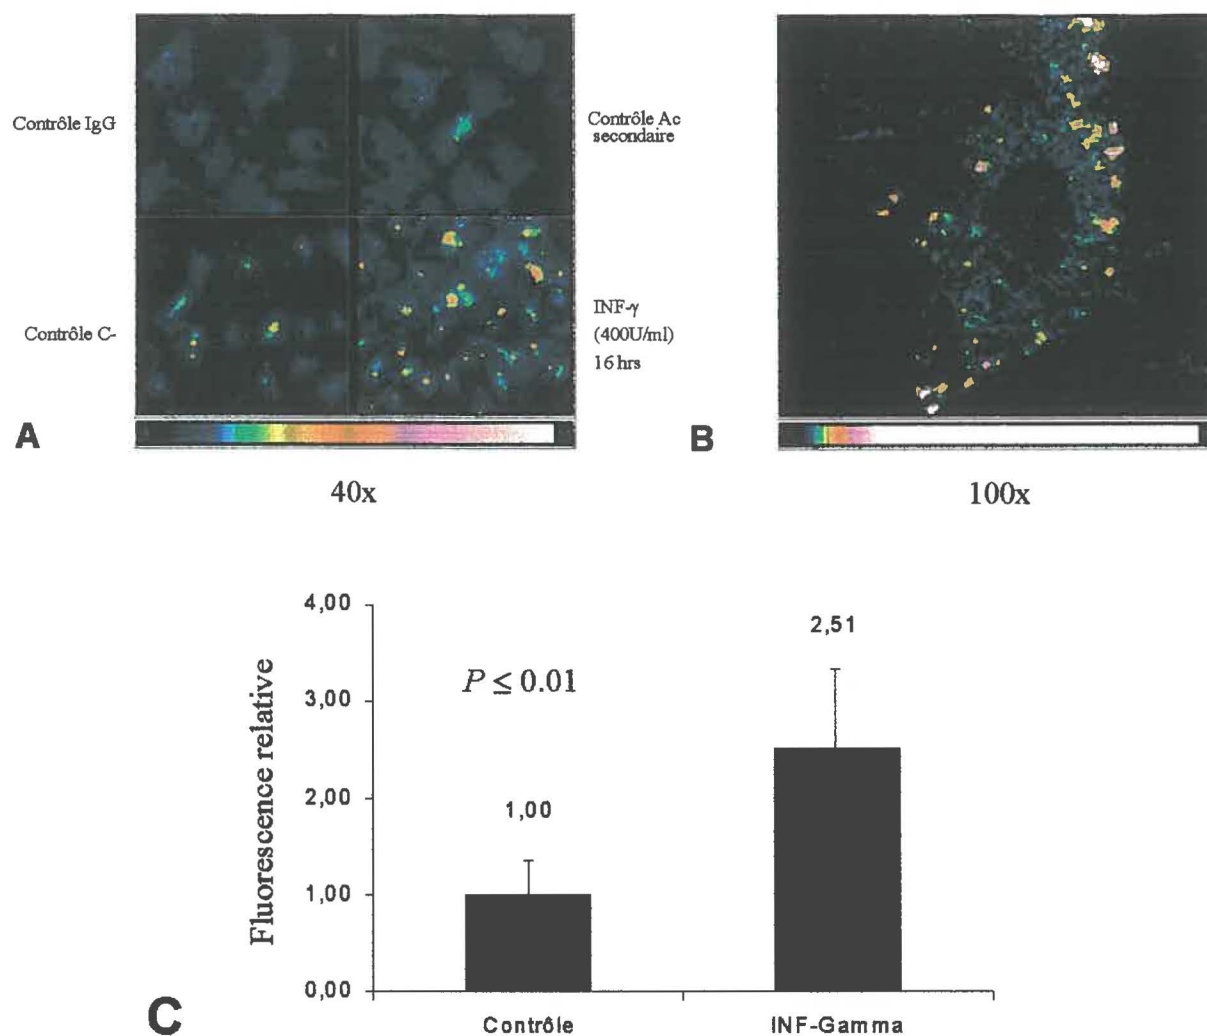 Contrôle IgG
Contrôle Ac
secondaire
Contrôle C-
INF-γ
(400U/ml)
16 hrs
A
B
40x
100x
4,00
3,00
2,00
1,00
0,00
Fluorescence relative
P ≤ 0.01
1,00
2,51
C
Contrôle
INF-Gamma